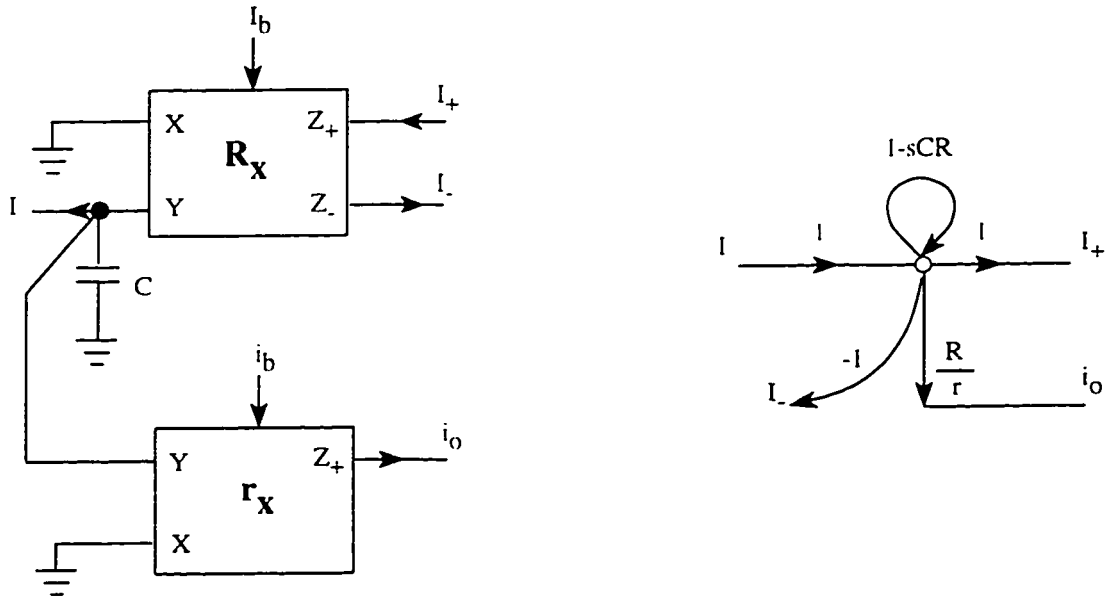 I_b
X
Z_+
I_+
R_x
I
Y
Z_-
I_-
C
i_b
Y
Z_+
i_o
r_x
X
1-sCR
I
1
1
I_+
-1
R
r
I_-
i_o